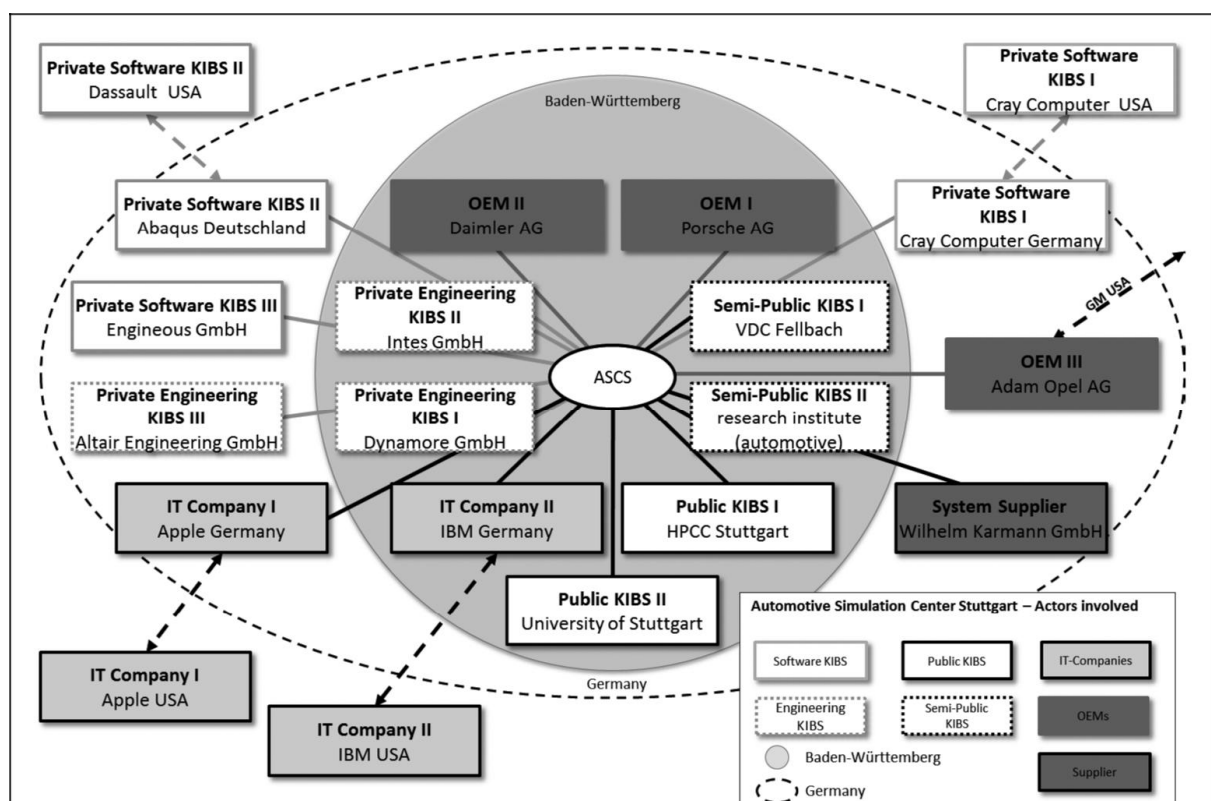 Private Software KIBS II
Dassault USA
Private Software
KIBS I
Cray Computer USA
Baden-Württemberg
Private Software KIBS II
Abaqus Deutschland
OEM II
Daimler AG
OEM I
Porsche AG
Private Software
KIBS I
Cray Computer Germany
Private Software KIBS III
Engineous GmbH
Private Engineering
KIBS II
Intes GmbH
Semi-Public KIBS I
VDC Fellbach
GM USA
ASCS
OEM III
Adam Opel AG
Private Engineering
KIBS III
Altair Engineering GmbH
Private Engineering
KIBS I
Dynamore GmbH
Semi-Public KIBS II
research institute
(automotive)
IT Company I
Apple Germany
IT Company II
IBM Germany
Public KIBS I
HPCC Stuttgart
System Supplier
Wilhelm Karmann GmbH
Public KIBS II
University of Stuttgart
IT Company I
Apple USA
IT Company II
IBM USA
Germany
Automotive Simulation Center Stuttgart – Actors involved
Software KIBS
Public KIBS
IT-Companies
Engineering
KIBS
Semi-Public
KIBS
OEMs
Baden-Württemberg
Germany
Supplier